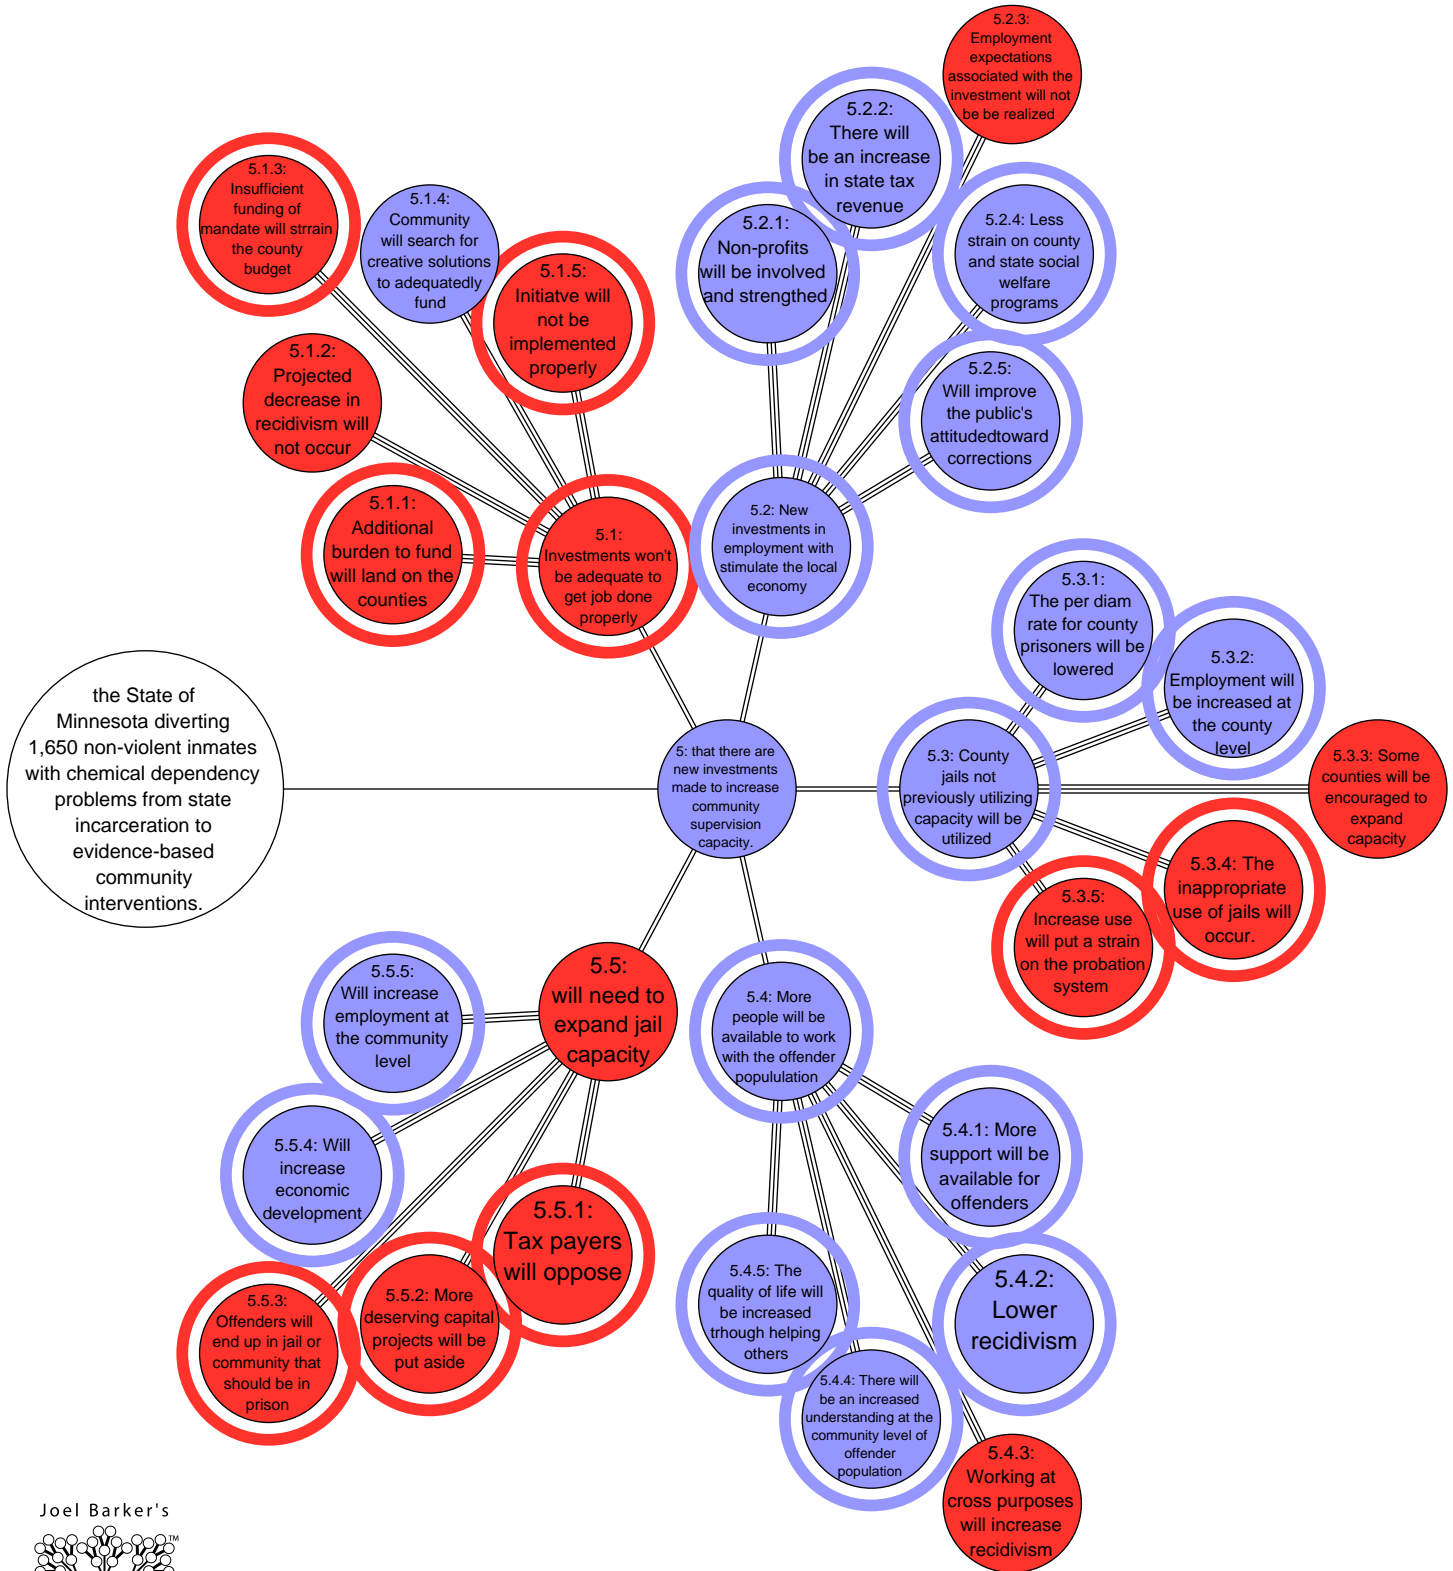 5.2.3:
Employment
expectations
associated with the
investment will not
be be realized
5.2.2:
There will
be an increase
in state tax
revenue
5.1.3:
Insufficient
funding of
mandate will strrain
the county
budget
5.1.4:
Community
will search for
creative solutions
to adequatedly
fund
5.2.1:
Non-profits
will be involved
and strengthed
5.2.4: Less
strain on county
and state social
welfare
programs
5.1.5:
Initiatve will
not be
implemented
properly
5.1.2:
Projected
decrease in
recidivism will
not occur
5.2.5:
Will improve
the public's
attitudedtoward
corrections
5.1.1:
Additional
burden to fund
will land on the
counties
5.1:
Investments won't
be adequate to
get job done
properly
5.2: New
investments in
employment with
stimulate the local
economy
5.3.1:
The per diam
rate for county
prisoners will be
lowered
5.3.2:
Employment will
be increased at
the county
level
the State of
Minnesota diverting
1,650 non-violent inmates
with chemical dependency
problems from state
incarceration to
evidence-based
community
interventions.
5: that there are
new investments
made to increase
community
supervision
capacity.
5.3: County
jails not
previously utilizing
capacity will be
utilized
5.3.3: Some
counties will be
encouraged to
expand
capacity
5.3.4: The
inappropriate
use of jails will
occur.
5.3.5:
Increase use
will put a strain
on the probation
system
5.5.5:
Will increase
employment at
the community
level
5.5:
will need to
expand jail
capacity
5.4: More
people will be
available to work
with the offender
popululation
5.5.4: Will
increase
economic
development
5.4.1: More
support will be
available for
offenders
5.5.1:
Tax payers
will oppose
5.5.2: More
deserving capital
projects will be
put aside
5.5.3:
Offenders will
end up in jail or
community that
should be in
prison
5.4.5: The
quality of life will
be increased
trhough helping
others
5.4.2:
Lower
recidivism
5.4.4: There will
be an increased
understanding at the
community level of
offender
population
5.4.3:
Working at
cross purposes
will increase
recidivism
Joel Barker's
TM